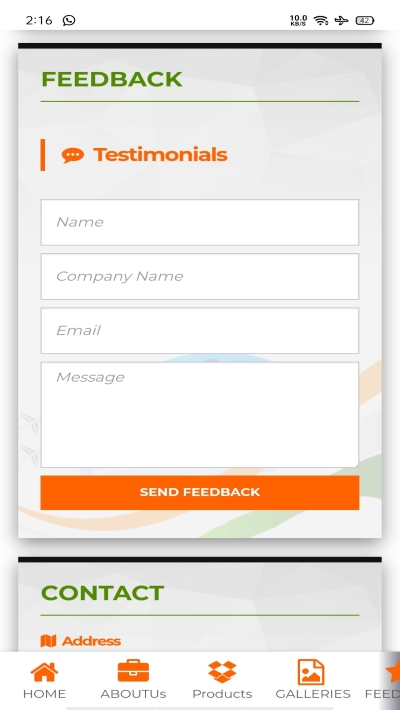 2:16
10.0
KB/S
42
FEEDBACK
Testimonials
Name
Company Name
Email
Message
SEND FEEDBACK
CONTACT
Address
HOME ABOUTUs Products GALLERIES FEED